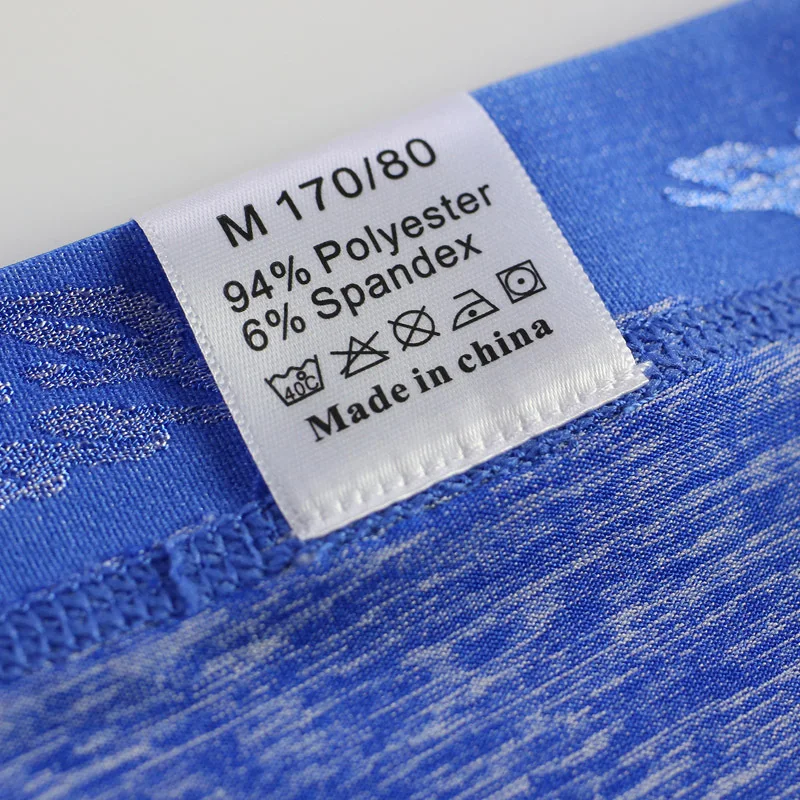 M 170/80
94% Polyester
6% Spandex
40℃
Made in china